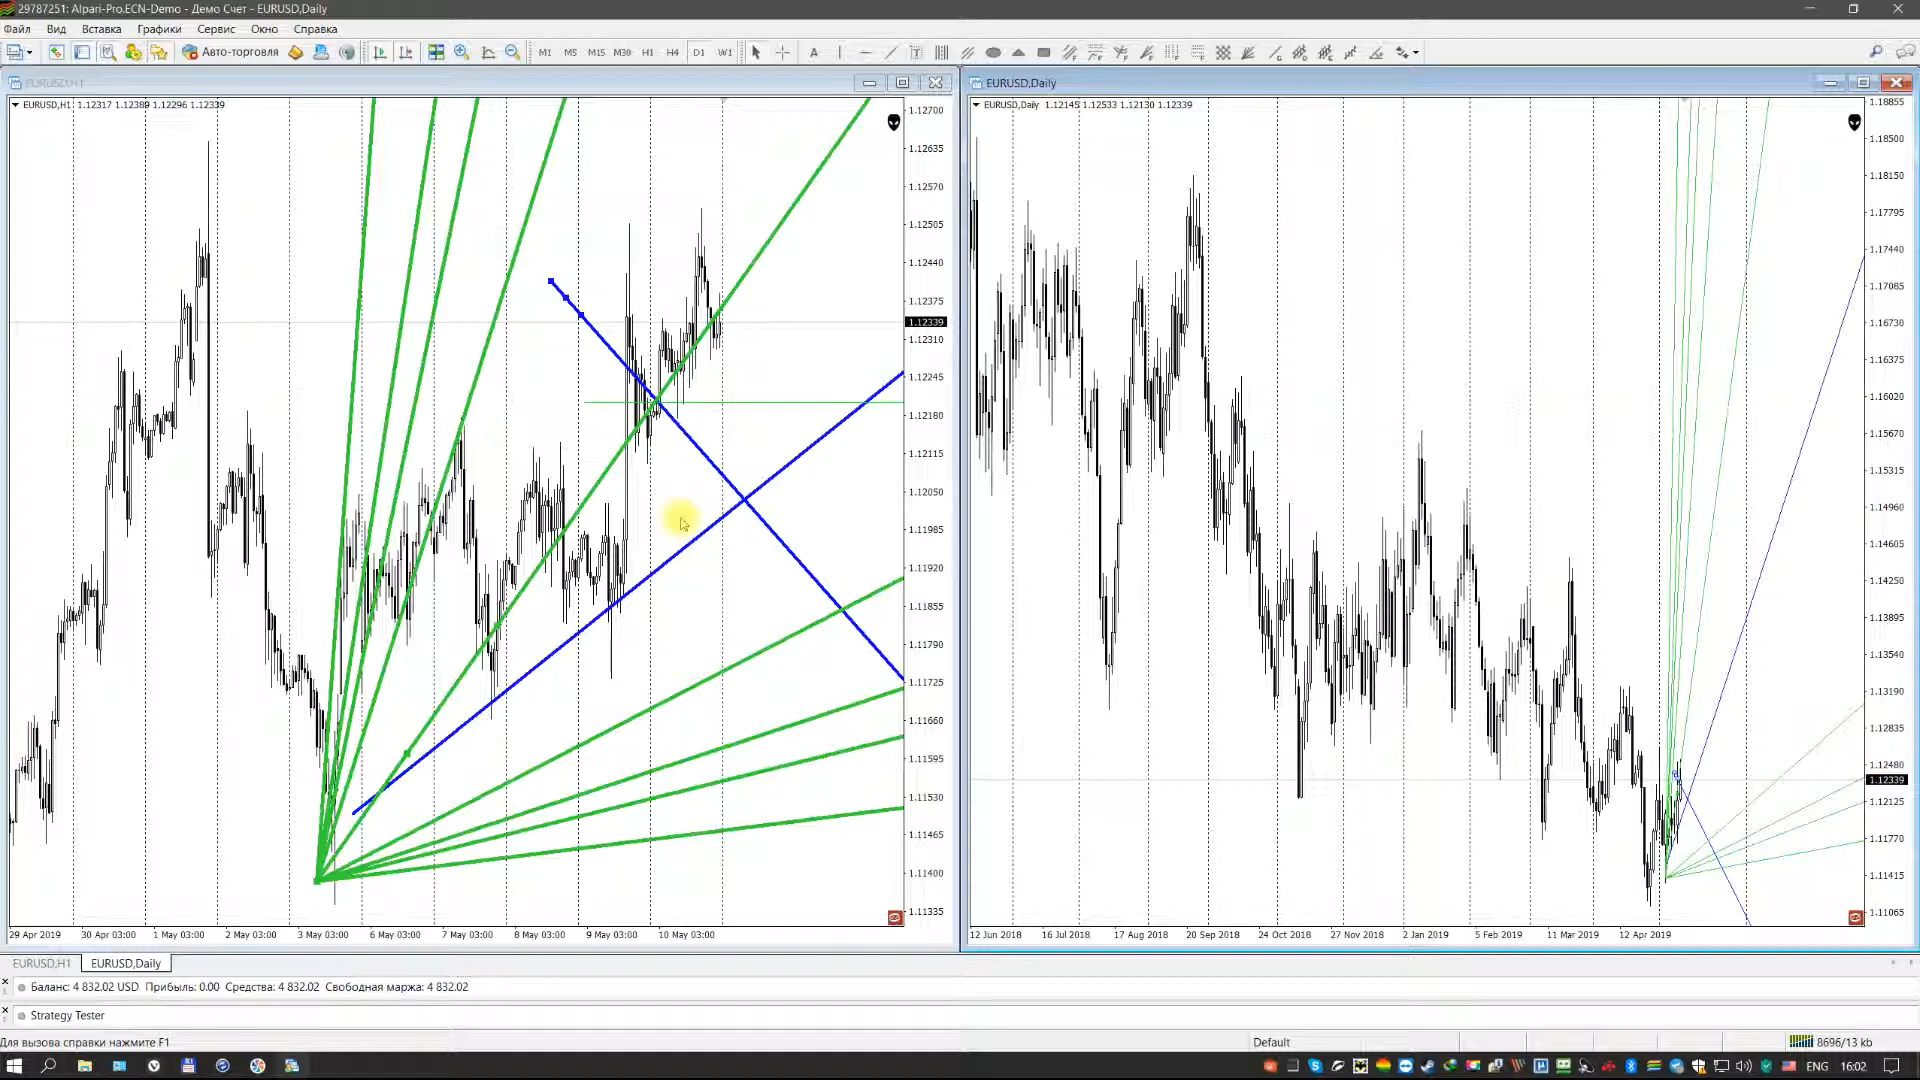 29787251: Alpari-Pro.ECN-Demo - Демо Счет - EURUSD,Daily
Файл Вид Вставка Графики Сервис Окно Справка
Авто-торговля M1 M5 M15 M30 H1 H4 D1 W1
EURUSD,H1
EURUSD,Daily
EURUSD,H1 1.12317 1.12389 1.12296 1.12339
EURUSD,Daily 1.12145 1.12533 1.12130 1.12339
1.12700
1.12635
1.12570
1.12505
1.12440
1.12375
1.12339
1.12310
1.12245
1.12180
1.12115
1.12050
1.11985
1.11920
1.11855
1.11790
1.11725
1.11660
1.11595
1.11530
1.11465
1.11400
1.11335
29 Apr 2019 30 Apr 03:00 1 May 03:00 2 May 03:00 3 May 03:00 6 May 03:00 7 May 03:00 8 May 03:00 9 May 03:00 10 May 03:00
1.18855
1.18500
1.18150
1.17795
1.17440
1.17085
1.16730
1.16375
1.16020
1.15670
1.15315
1.14960
1.14605
1.14250
1.13895
1.13540
1.13190
1.12835
1.12480
1.12339
1.12125
1.11770
1.11415
1.11065
12 Jun 2018 16 Jul 2018 17 Aug 2018 20 Sep 2018 24 Oct 2018 27 Nov 2018 2 Jan 2019 5 Feb 2019 11 Mar 2019 12 Apr 2019
EURUSD,H1 EURUSD,Daily
Баланс: 4 832.02 USD Прибыль: 0.00 Средства: 4 832.02 Свободная маржа: 4 832.02
Strategy Tester
Для вызова справки нажмите F1
Default
8696/13 kb
ENG 16:02